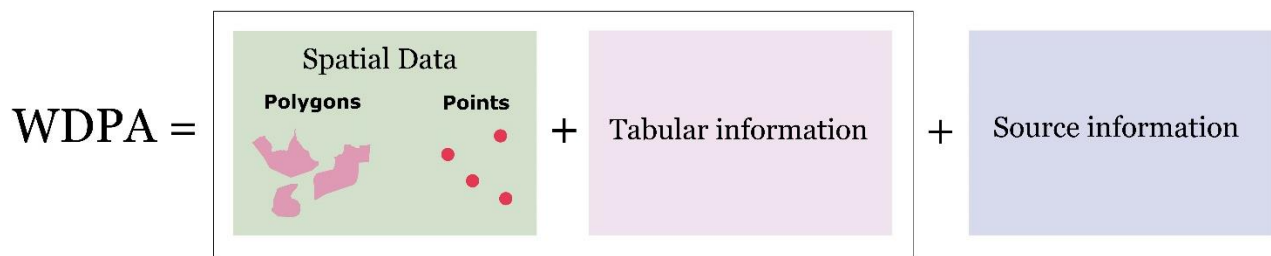 WDPA =
Spatial Data
Polygons
Points
+
Tabular information
+
Source information